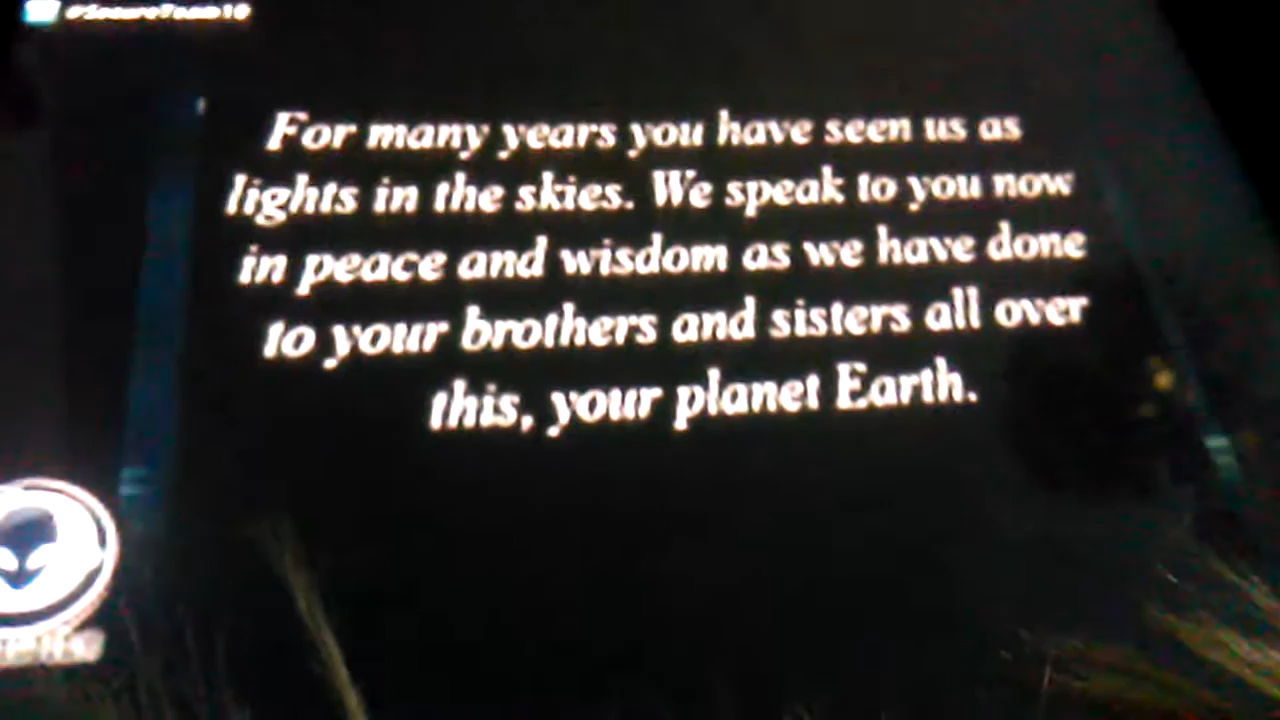 @SecureTeam10
For many years you have seen us as
lights in the skies. We speak to you now
in peace and wisdom as we have done
to your brothers and sisters all over
this, your planet Earth.